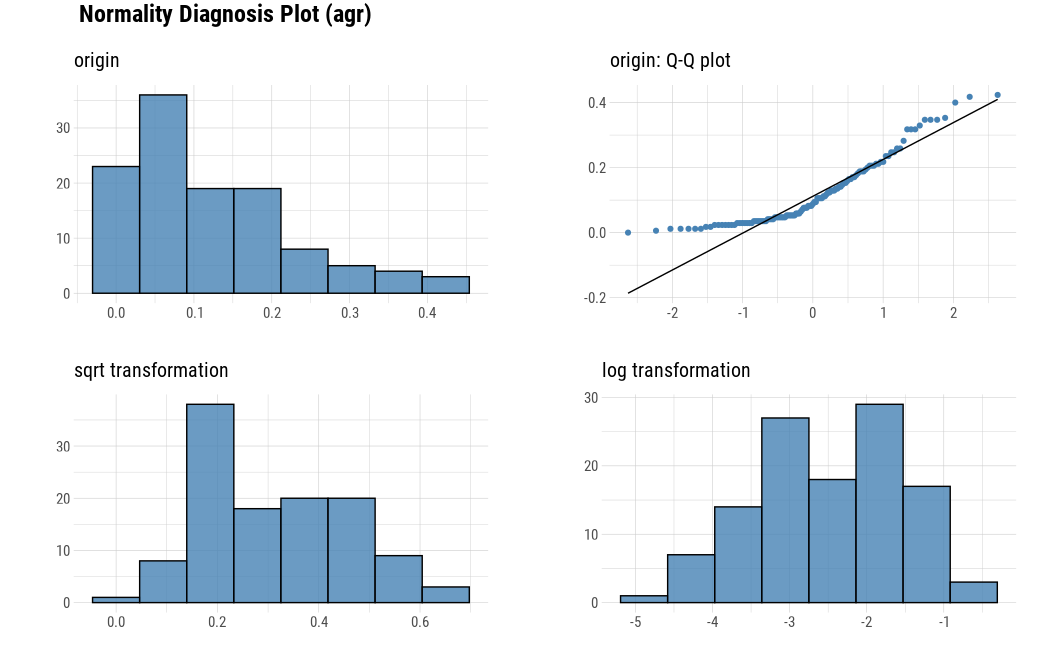 Normality Diagnosis Plot (agr)
origin
30
20
10
0
0.0 0.1 0.2 0.3 0.4
origin: Q-Q plot
0.4
0.2
0.0
-0.2
-2 -1 0 1 2
sqrt transformation
30
20
10
0
0.0 0.2 0.4 0.6
log transformation
30
20
10
0
-5 -4 -3 -2 -1